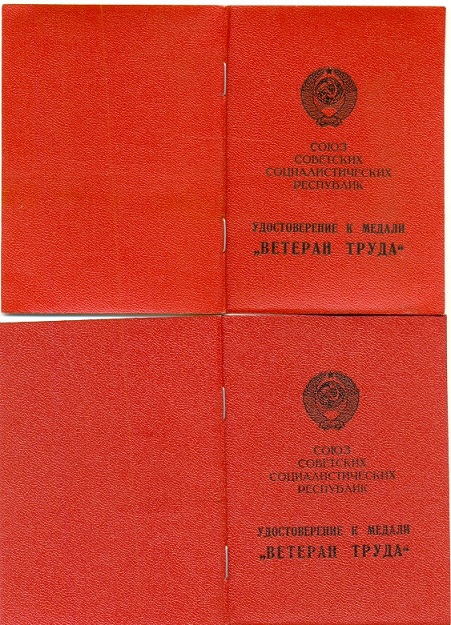 СОЮЗ
СОВЕТСКИХ
СОЦИАЛИСТИЧЕСКИХ
РЕСПУБЛИК
УДОСТОВЕРЕНИЕ К МЕДАЛИ
„ВЕТЕРАН ТРУДА“
СОЮЗ
СОВЕТСКИХ
СОЦИАЛИСТИЧЕСКИХ
РЕСПУБЛИК
УДОСТОВЕРЕНИЕ К МЕДАЛИ
„ВЕТЕРАН ТРУДА“